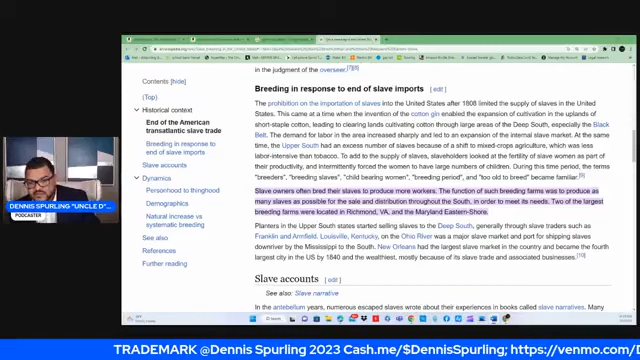 in the judgment of the overseer.[7][8]
Contents [hide]
(Top)
Historical context
End of the American
transatlantic slave trade
Breeding in response to
end of slave imports
Slave accounts
Dynamics
Personhood to thinghood
Demographics
Natural increase vs
systematic breeding
See also
References
Further reading
Breeding in response to end of slave imports [ edit ]
The prohibition on the importation of slaves into the United States after 1808 limited the supply of slaves in the United
States. This came at a time when the invention of the cotton gin enabled the expansion of cultivation in the uplands of
short-staple cotton, leading to clearing lands cultivating cotton through large areas of the Deep South, especially the Black
Belt. The demand for labor in the area increased sharply and led to an expansion of the internal slave market. At the same
time, the Upper South had an excess number of slaves because of a shift to mixed-crops agriculture, which was less
labor-intensive than tobacco. To add to the supply of slaves, slaveholders looked at the fertility of slave women as part of
their productivity, and intermittently forced the women to have large numbers of children. During this time period, the terms
"breeders", "breeding slaves", "child bearing women", "breeding period", and "too old to breed" became familiar.[9]
Slave owners often bred their slaves to produce more workers. The function of such breeding farms was to produce as
many slaves as possible for the sale and distribution throughout the South, in order to meet its needs. Two of the largest
breeding farms were located in Richmond, VA, and the Maryland Eastern-Shore.
Planters in the Upper South states started selling slaves to the Deep South, generally through slave traders such as
Franklin and Armfield. Louisville, Kentucky, on the Ohio River was a major slave market and port for shipping slaves
downriver by the Mississippi to the South. New Orleans had the largest slave market in the country and became the fourth
largest city in the US by 1840 and the wealthiest, mostly because of its slave trade and associated businesses.[10]
Slave accounts [ edit ]
See also: Slave narrative
In the antebellum years, numerous escaped slaves wrote about their experiences in books called slave narratives. Many
DENNIS SPURLING "UNCLE D"
PODCASTER
TRADEMARK @Dennis Spurling 2023 Cash.me/$DennisSpurling; https://venmo.com/